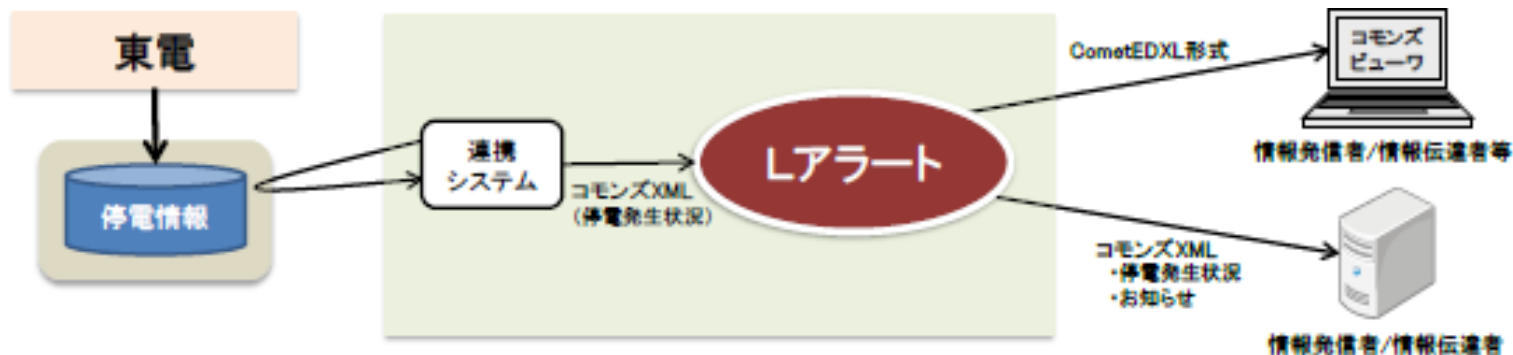 東電
停電情報
連携
システム
コモンズXML
(停電発生状況)
Lアラート
CometEDXL形式
コモンズ
ビューワ
情報発信者/情報伝達者等
コモンズXML
・停電発生状況
・お知らせ
情報発信者/情報伝達者